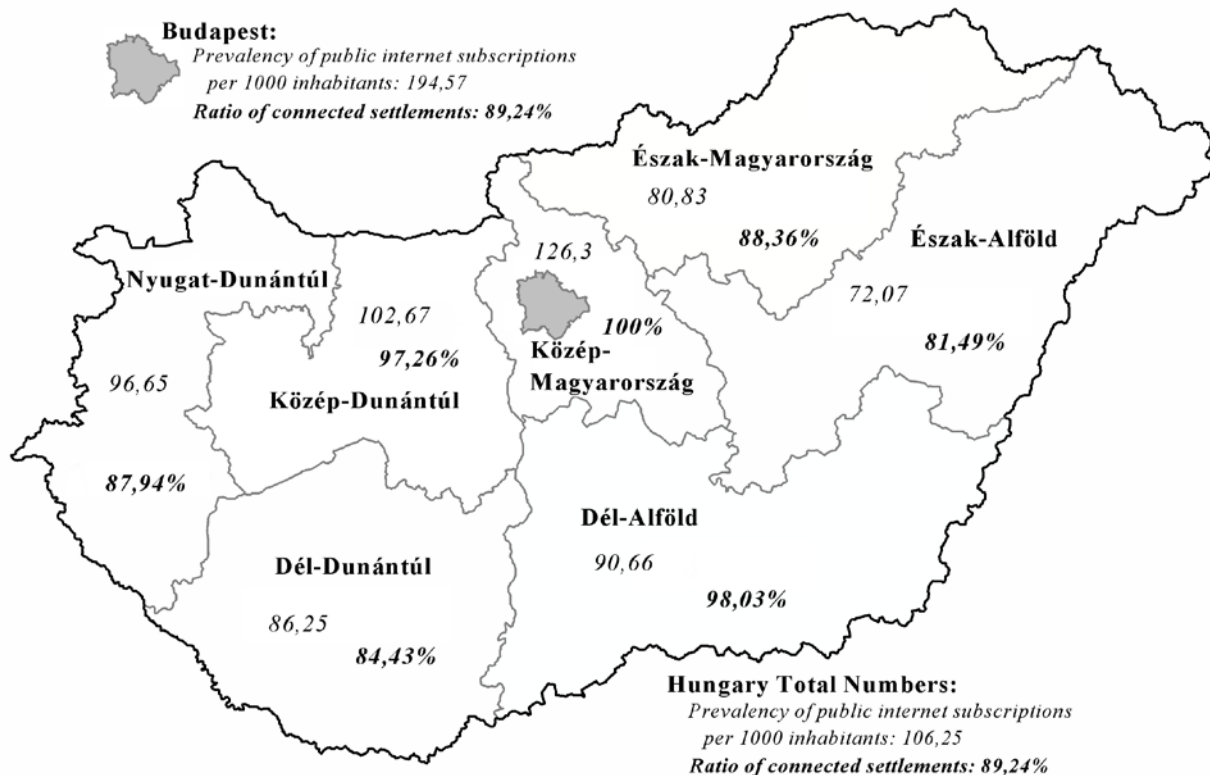 Budapest:
Prevalency of public internet subscriptions
per 1000 inhabitants: 194,57
Ratio of connected settlements: 89,24%
Észak-Magyarország
80,83
88,36%
Észak-Alföld
72,07
81,49%
126,3
100%
Közép-
Magyarország
Nyugat-Dunántúl
96,65
87,94%
102,67
97,26%
Közép-Dunántúl
Dél-Alföld
90,66
98,03%
Dél-Dunántúl
86,25
84,43%
Hungary Total Numbers:
Prevalency of public internet subscriptions
per 1000 inhabitants: 106,25
Ratio of connected settlements: 89,24%